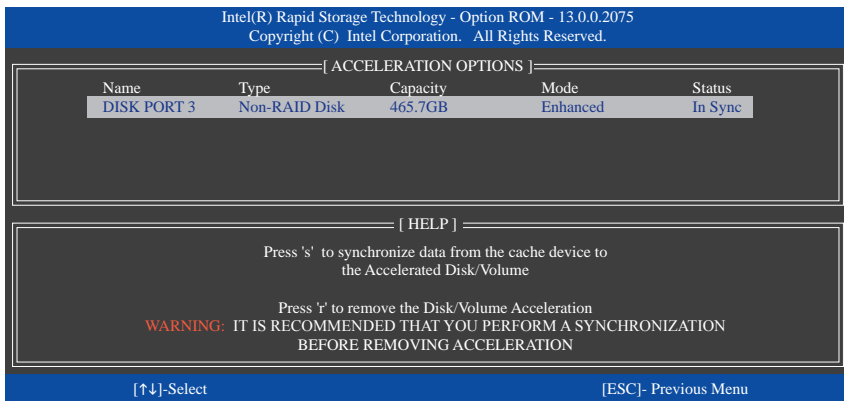 Intel(R) Rapid Storage Technology - Option ROM - 13.0.0.2075
Copyright (C) Intel Corporation. All Rights Reserved.
[ ACCELERATION OPTIONS ]
Name Type Capacity Mode Status
DISK PORT 3 Non-RAID Disk 465.7GB Enhanced In Sync
[ HELP ]
Press 's' to synchronize data from the cache device to
the Accelerated Disk/Volume
Press 'r' to remove the Disk/Volume Acceleration
WARNING: IT IS RECOMMENDED THAT YOU PERFORM A SYNCHRONIZATION
BEFORE REMOVING ACCELERATION
[↑↓]-Select [ESC]- Previous Menu